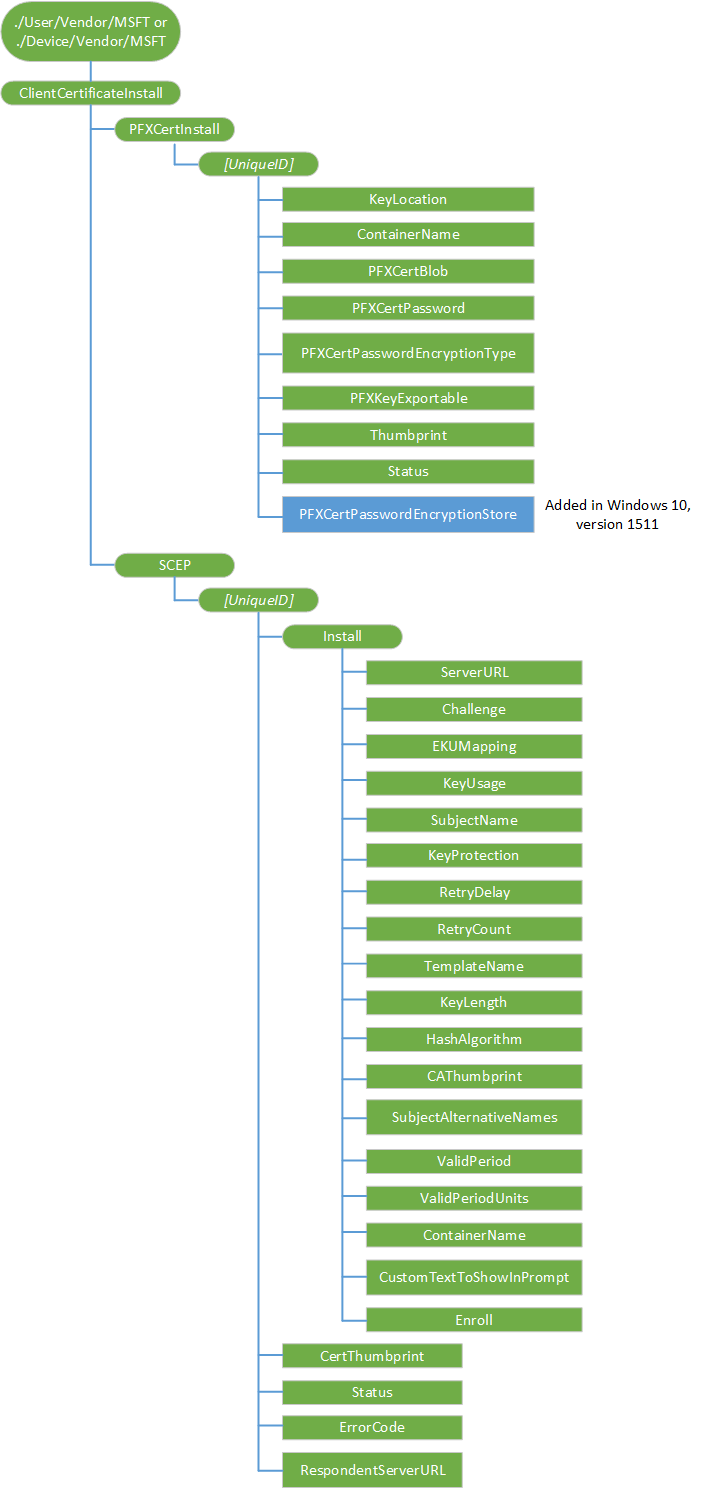 ./User/Vendor/MSFT or
./Device/Vendor/MSFT
ClientCertificateInstall
PFXCertInstall
[UniqueID]
KeyLocation
ContainerName
PFXCertBlob
PFXCertPassword
PFXCertPasswordEncryptionType
PFXKeyExportable
Thumbprint
Status
PFXCertPasswordEncryptionStore
Added in Windows 10,
version 1511
SCEP
[UniqueID]
Install
ServerURL
Challenge
EKUMapping
KeyUsage
SubjectName
KeyProtection
RetryDelay
RetryCount
TemplateName
KeyLength
HashAlgorithm
CAThumbprint
SubjectAlternativeNames
ValidPeriod
ValidPeriodUnits
ContainerName
CustomTextToShowInPrompt
Enroll
CertThumbprint
Status
ErrorCode
RespondentServerURL